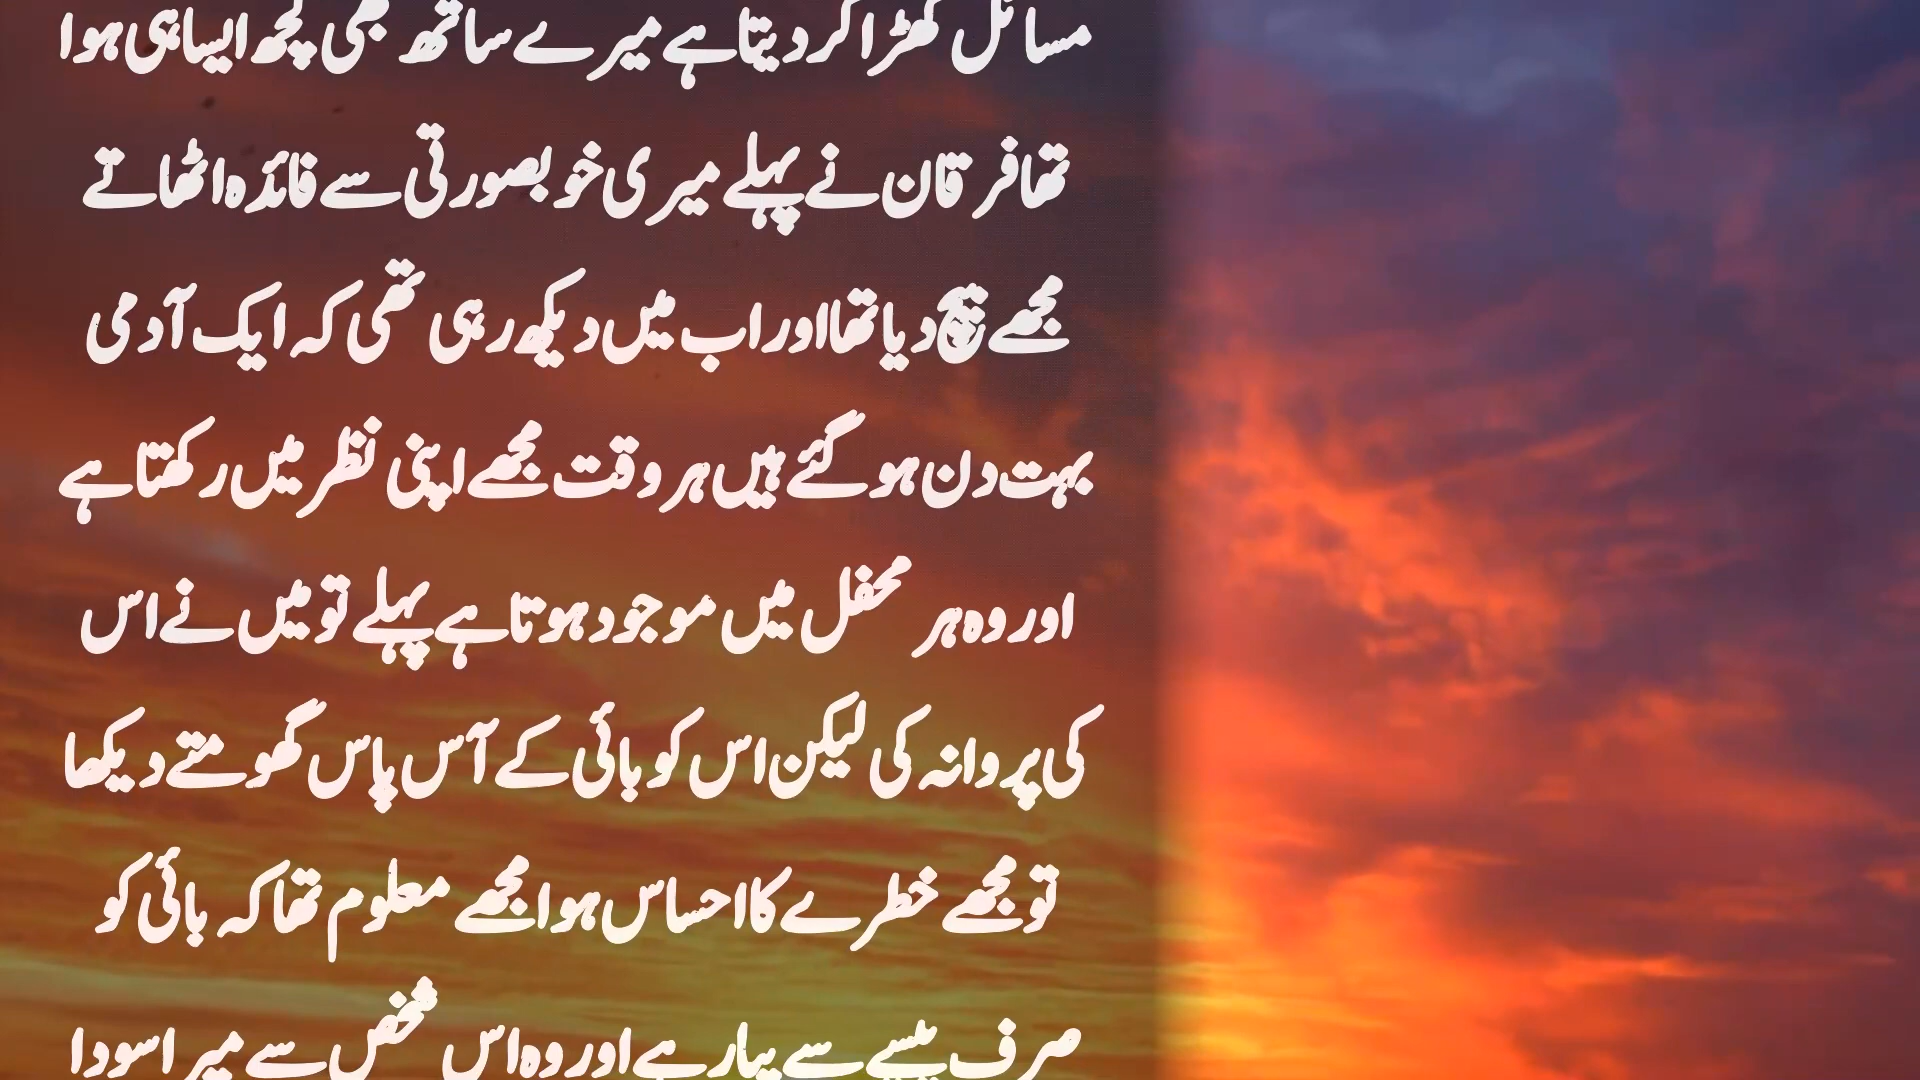 مسائل کھڑا کر دیتا ہے میرے ساتھ بھی کچھ ایسا ہی ہوا
تھا فرقان نے پہلے میری خوبصورتی سے فائدہ اٹھاتے
مجھے بیچ دیا تھا اور اب میں دیکھ رہی تھی کہ ایک آدمی
بہت دن ہو گئے ہیں ہر وقت مجھے اپنی نظر میں رکھتا ہے
اور وہ ہر محفل میں موجود ہوتا ہے پہلے تو میں نے اس
کی پروا نہ کی لیکن اس کو بائی کے آس پاس گھومتے دیکھا
تو مجھے خطرے کا احساس ہوا مجھے معلوم تھا کہ بائی کو
صرف پیسے سے پیار ہے اور وہ اس شخص سے میرا سودا